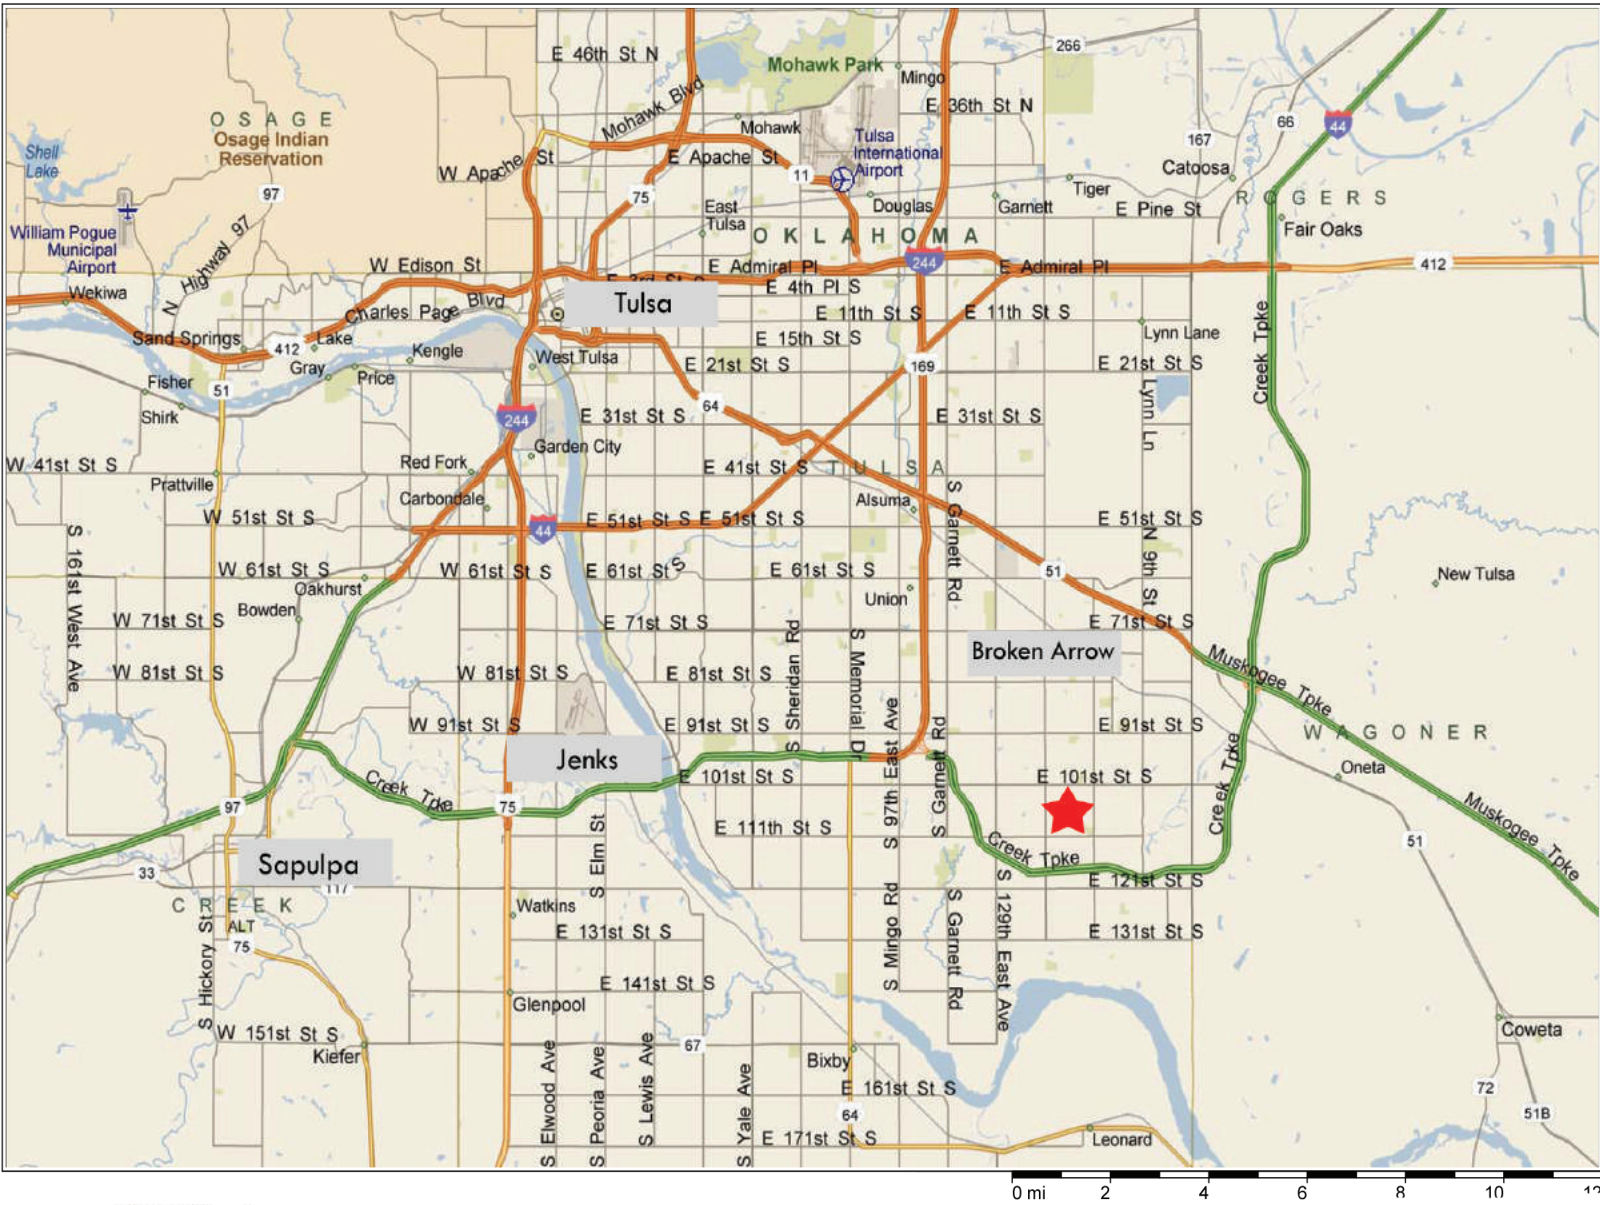 E 46th St N
Mohawk Park
Mingo
266
E 36th St N
Mohawk Blvd
O S A G E
Osage Indian
Reservation
Mohawk
Tulsa
International
Airport
66
44
167
Shell
Lake
W Apache St
E Apache St
11
Catoosa
97
75
Tiger
R O G E R S
Douglas
Garnett
E Pine St
East
Tulsa
William Pogue
Municipal
Airport
N Highway 97
O K L A H O M A
Fair Oaks
W Edison St
E Admiral Pl
244
E Admiral Pl
412
Wekiwa
Charles Page Blvd
E 4th Pl S
Tulsa
E 11th St S
E 11th St S
Lynn Lane
Sand Springs
412
Lake
Kengle
West Tulsa
E 15th St S
E 21st St S
169
E 21st St S
Creek Tpke
Gray
Price
Fisher
51
Shirk
244
E 31st St S
64
E 31st St S
Lynn Ln
Garden City
W 41st St S
Red Fork
E 41st St S
T U L S A
Prattville
Carbondale
Alsuma
S Garnett Rd
W 51st St S
44
E 51st St S
E 51st St S
E 51st St S
N 9th St
S 161st West Ave
W 61st St S
W 61st St S
E 61st St S
E 61st St S
51
New Tulsa
Oakhurst
Union
Bowden
W 71st St S
E 71st St S
E 71st St S
S Sheridan Rd
S Memorial Dr
Broken Arrow
Muskogee Tpke
W 81st St S
W 81st St S
E 81st St S
W 91st St S
E 91st St S
S 97th East Ave
S Garnett Rd
E 91st St S
W A G O N E R
Jenks
Creek Tpke
E 101st St S
E 101st St S
Creek Tpke
Oneta
97
75
E 111th St S
Muskogee Tpke
S Elm St
Creek Tpke
51
Sapulpa
33
117
E 121st St S
C R E E K
ALT
75
Watkins
E 131st St S
S Mingo Rd
S Garnett Rd
S 129th East Ave
E 131st St S
S Hickory St
E 141st St S
Glenpool
W 151st St S
Kiefer
67
Coweta
Bixby
S Elwood Ave
S Peoria Ave
S Lewis Ave
S Yale Ave
E 161st St S
64
72
51B
E 171st St S
Leonard
0 mi 2 4 6 8 10